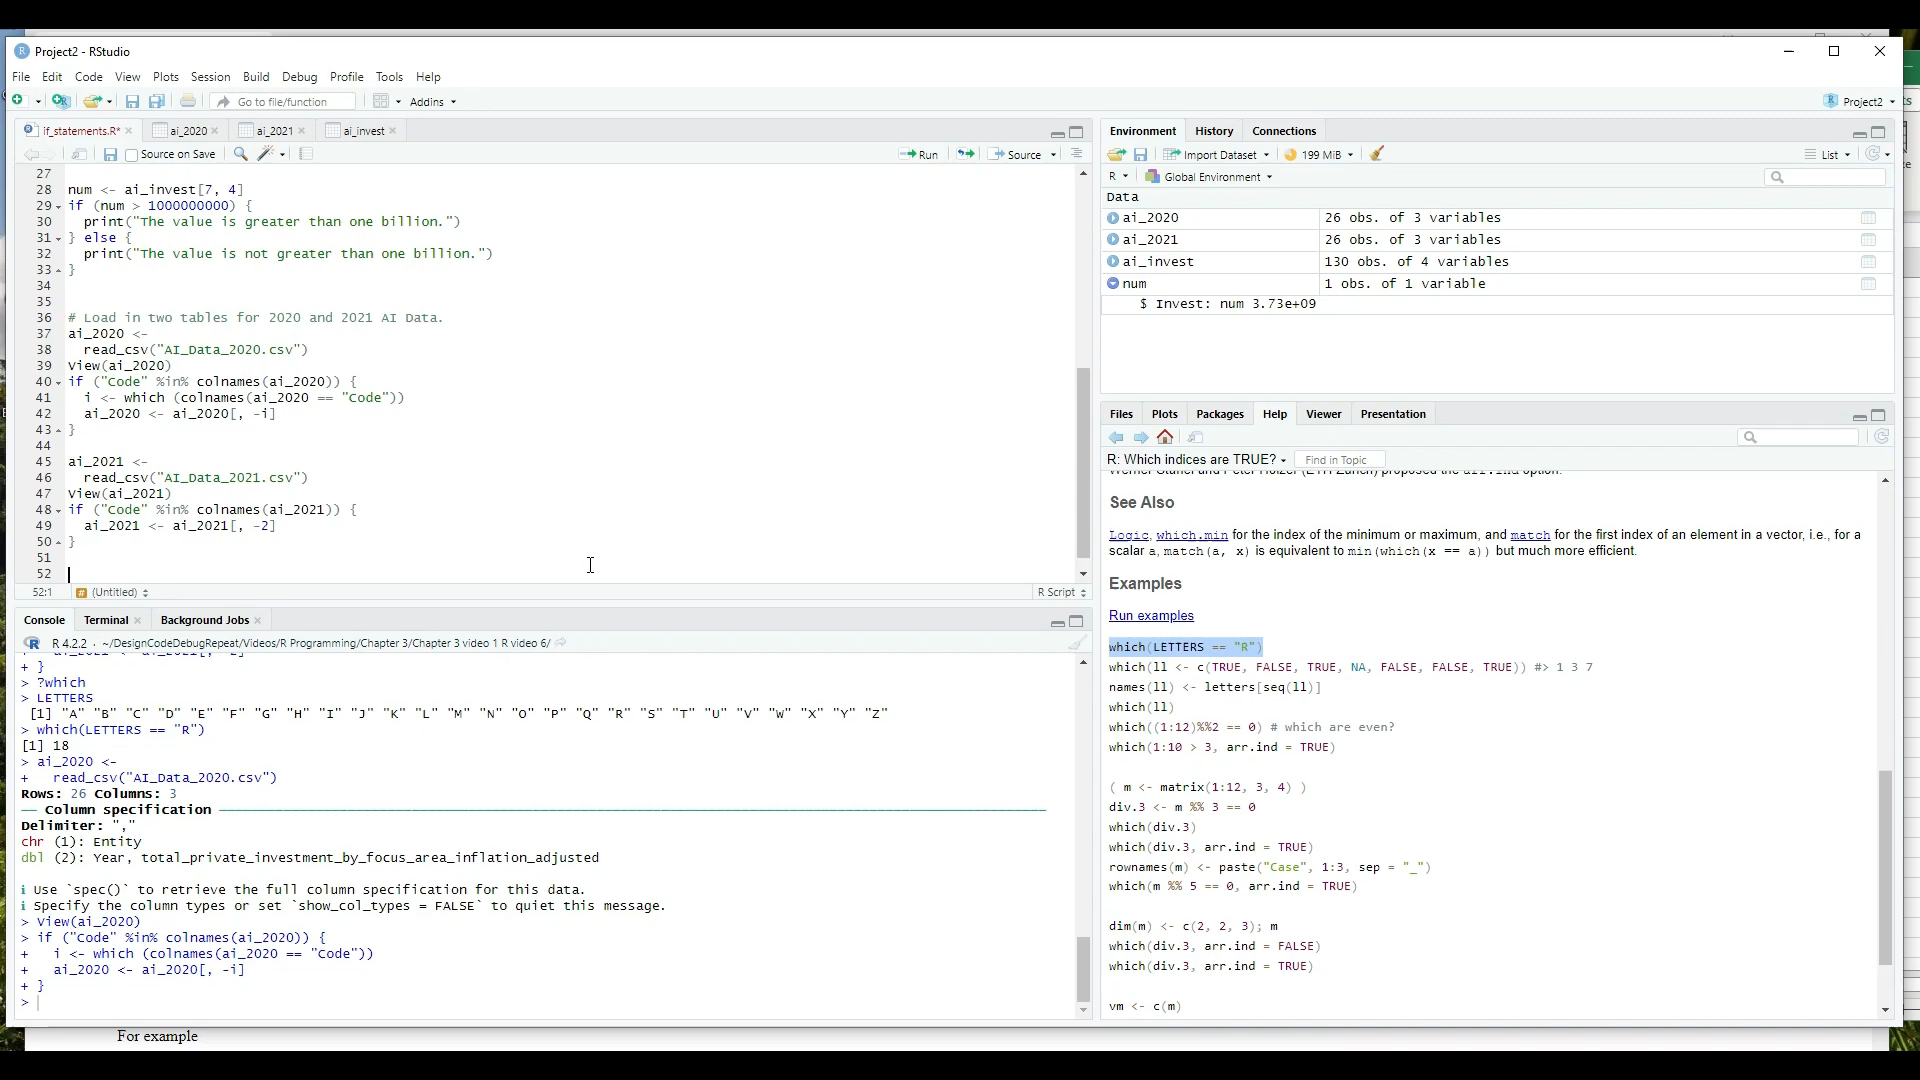 Project2 - RStudio
File Edit Code View Plots Session Build Debug Profile Tools Help
Go to file/function Addins Project2
if_statements.R* ai_2020 ai_2021 ai_invest
Source on Save Run Source
27
28 num <- ai_invest[7, 4]
29 if (num > 1000000000) {
30 print("The value is greater than one billion.")
31 } else {
32 print("The value is not greater than one billion.")
33 }
34
35
36 # Load in two tables for 2020 and 2021 AI Data.
37 ai_2020 <-
38 read_csv("AI_Data_2020.csv")
39 View(ai_2020)
40 if ("Code" %in% colnames(ai_2020)) {
41 i <- which (colnames(ai_2020 == "Code"))
42 ai_2020 <- ai_2020[, -i]
43 }
44
45 ai_2021 <-
46 read_csv("AI_Data_2021.csv")
47 View(ai_2021)
48 if ("Code" %in% colnames(ai_2021)) {
49 ai_2021 <- ai_2021[, -2]
50 }
51
52
52:1 (Untitled) R Script
Console Terminal Background Jobs
R 4.2.2 · ~/DesignCodeDebugRepeat/Videos/R Programming/Chapter 3/Chapter 3 video 1 R video 6/
+ }
> ?which
> LETTERS
[1] "A" "B" "C" "D" "E" "F" "G" "H" "I" "J" "K" "L" "M" "N" "O" "P" "Q" "R" "S" "T" "U" "V" "W" "X" "Y" "Z"
> which(LETTERS == "R")
[1] 18
> ai_2020 <-
+ read_csv("AI_Data_2020.csv")
Rows: 26 Columns: 3
── Column specification
Delimiter: ","
chr (1): Entity
dbl (2): Year, total_private_investment_by_focus_area_inflation_adjusted
ℹ Use `spec()` to retrieve the full column specification for this data.
ℹ Specify the column types or set `show_col_types = FALSE` to quiet this message.
> View(ai_2020)
> if ("Code" %in% colnames(ai_2020)) {
+ i <- which (colnames(ai_2020 == "Code"))
+ ai_2020 <- ai_2020[, -i]
+ }
>
Environment History Connections
Import Dataset 199 MiB List
R Global Environment
Data
ai_2020 26 obs. of 3 variables
ai_2021 26 obs. of 3 variables
ai_invest 130 obs. of 4 variables
num 1 obs. of 1 variable
$ Invest: num 3.73e+09
Files Plots Packages Help Viewer Presentation
R: Which indices are TRUE? Find in Topic
See Also
Logic, which.min for the index of the minimum or maximum, and match for the first index of an element in a vector, i.e., for a
scalar a, match(a, x) is equivalent to min(which(x == a)) but much more efficient.
Examples
Run examples
which(LETTERS == "R")
which(ll <- c(TRUE, FALSE, TRUE, NA, FALSE, FALSE, TRUE)) #> 1 3 7
names(ll) <- letters[seq(ll)]
which(ll)
which((1:12)%%2 == 0) # which are even?
which(1:10 > 3, arr.ind = TRUE)
( m <- matrix(1:12, 3, 4) )
div.3 <- m %% 3 == 0
which(div.3)
which(div.3, arr.ind = TRUE)
rownames(m) <- paste("Case", 1:3, sep = "_")
which(m %% 5 == 0, arr.ind = TRUE)
dim(m) <- c(2, 2, 3); m
which(div.3, arr.ind = FALSE)
which(div.3, arr.ind = TRUE)
vm <- c(m)
For example